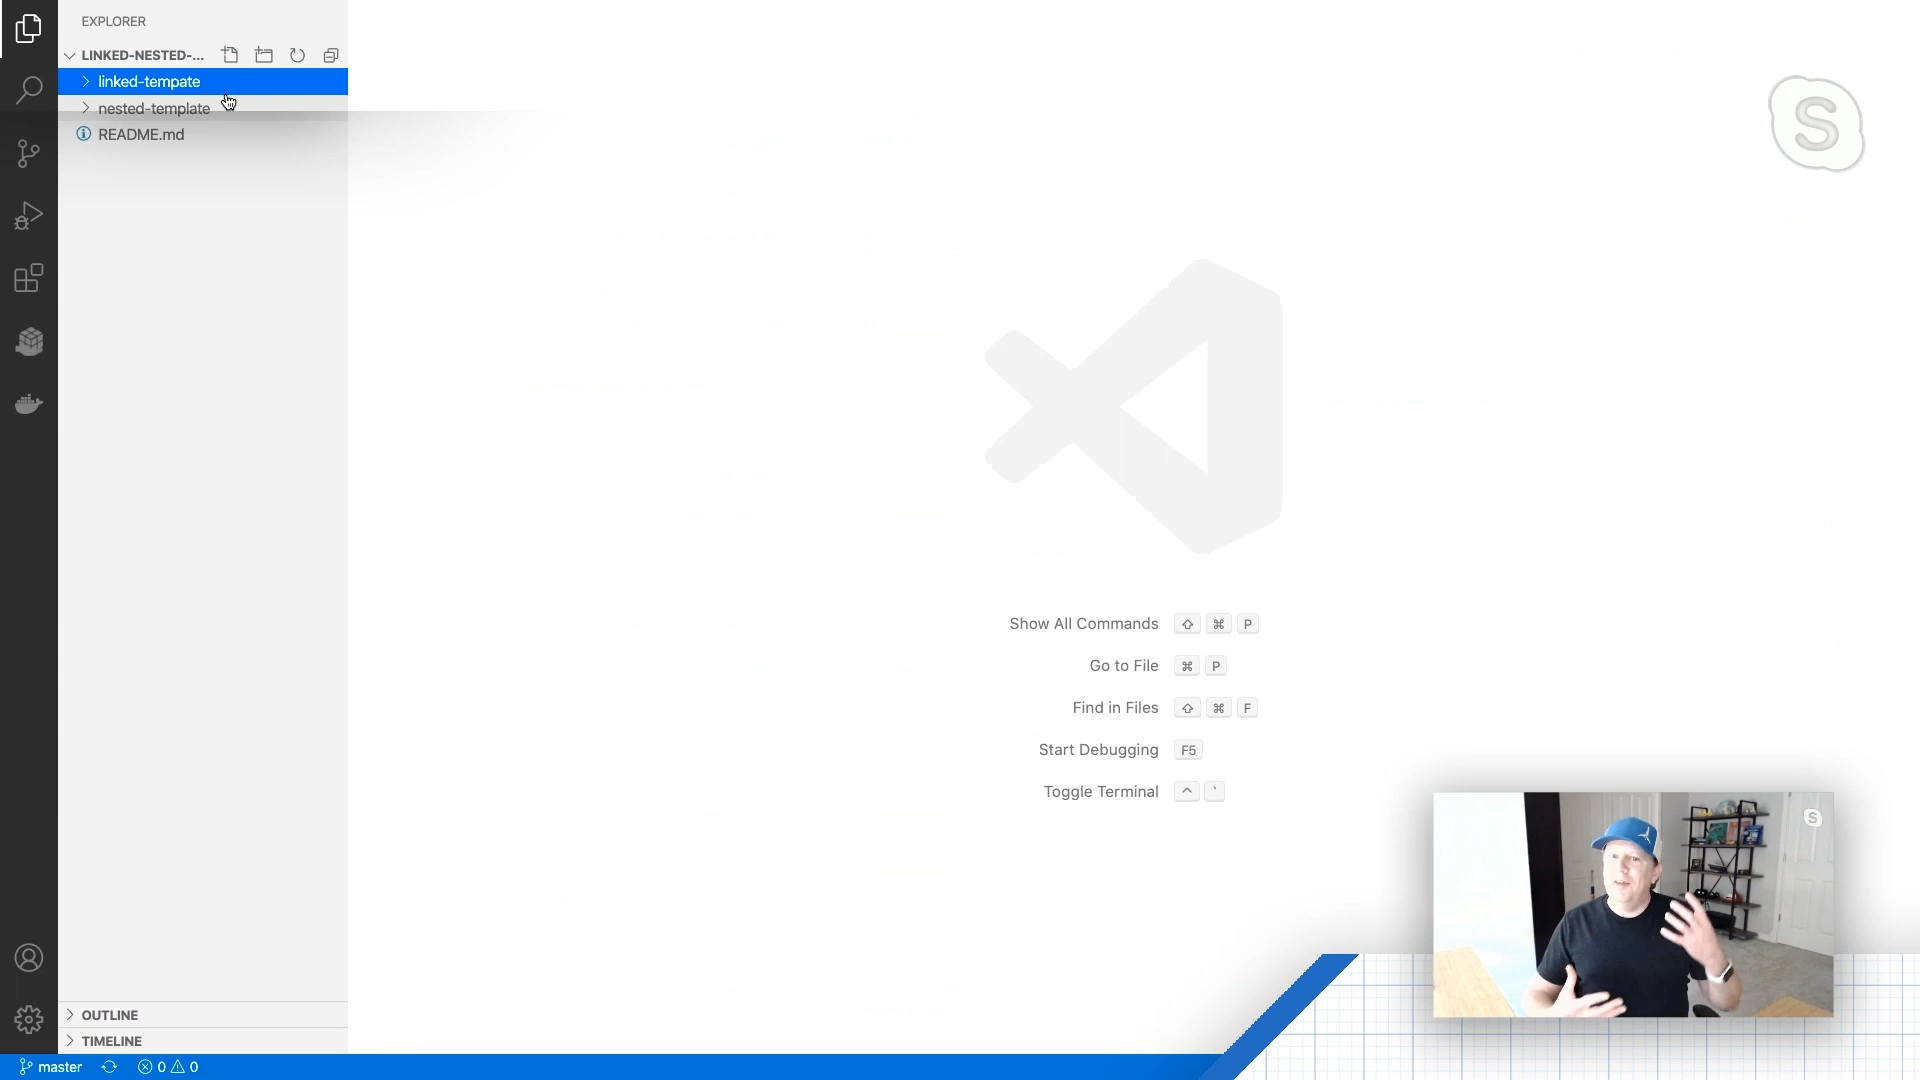 EXPLORER
LINKED-NESTED-...
linked-tempate
nested-template
README.md
S
Show All Commands ⇧ ⌘ P
Go to File ⌘ P
Find in Files ⇧ ⌘ F
Start Debugging F5
Toggle Terminal ^ `
S
OUTLINE
TIMELINE
master 0 0